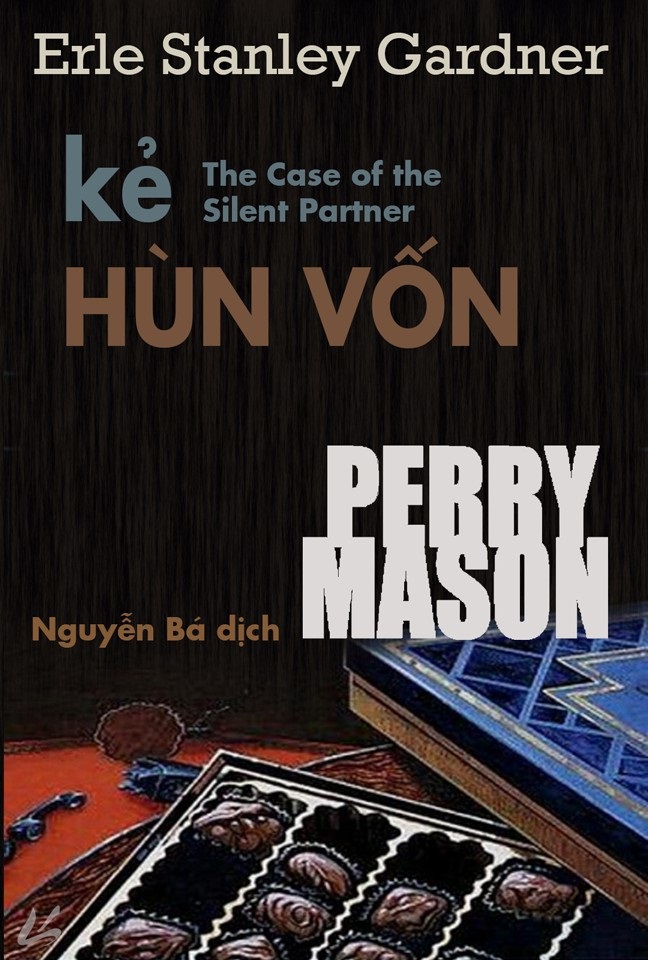 Erle Stanley Gardner
kẻ
The Case of the
Silent Partner
HÙN VỐN
PERRY
MASON
Nguyễn Bá dịch